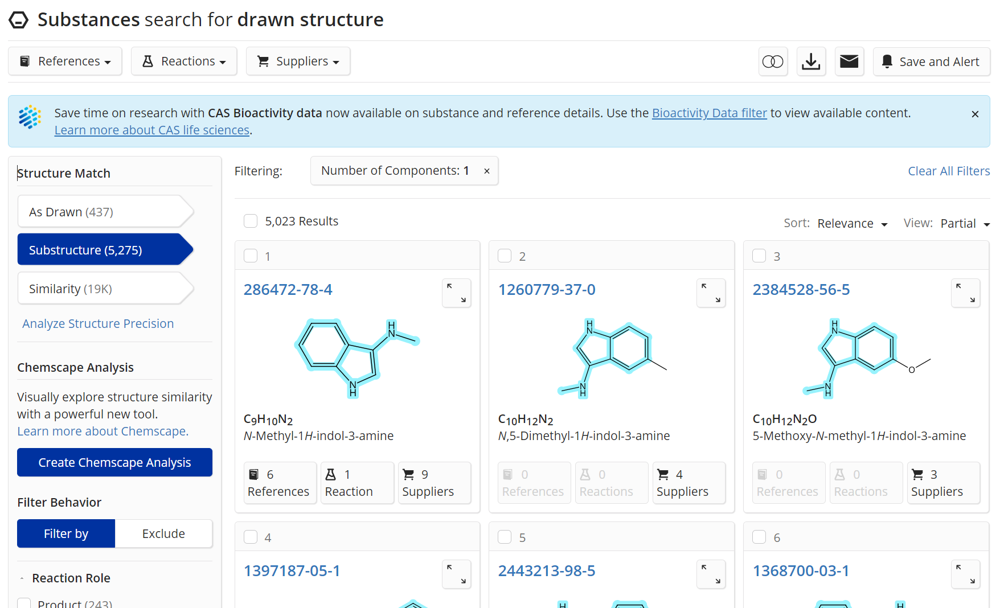 Substances search for drawn structure
References
Reactions
Suppliers
Save and Alert
Save time on research with CAS Bioactivity data now available on substance and reference details. Use the Bioactivity Data filter to view available content.
Learn more about CAS life sciences.
×
Structure Match
As Drawn (437)
Substructure (5,275)
Similarity (19K)
Analyze Structure Precision
Chemscape Analysis
Visually explore structure similarity
with a powerful new tool.
Learn more about Chemscape.
Create Chemscape Analysis
Filter Behavior
Filter by
Exclude
Reaction Role
Product (243)
Filtering:
Number of Components: 1 ×
Clear All Filters
5,023 Results
Sort: Relevance
View: Partial
1
286472-78-4
H
N
N
H
C9H10N2
N-Methyl-1H-indol-3-amine
6
References
1
Reaction
9
Suppliers
2
1260779-37-0
H
N
N
H
C10H12N2
N,5-Dimethyl-1H-indol-3-amine
0
References
0
Reactions
4
Suppliers
3
2384528-56-5
H
N
O
N
H
C10H12N2O
5-Methoxy-N-methyl-1H-indol-3-amine
0
References
0
Reactions
3
Suppliers
4
1397187-05-1
5
2443213-98-5
H
6
1368700-03-1
H